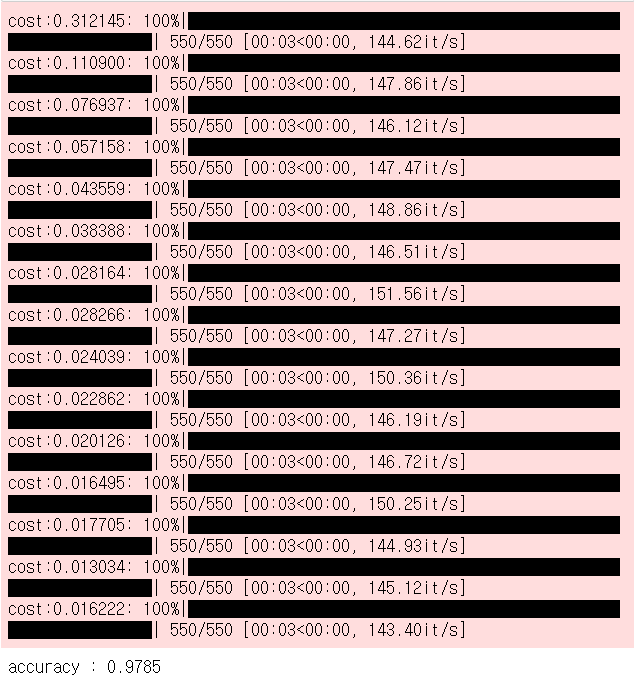 cost:0.312145: 100%|
| 550/550 [00:03<00:00, 144.62it/s]
cost:0.110900: 100%|
| 550/550 [00:03<00:00, 147.86it/s]
cost:0.076937: 100%|
| 550/550 [00:03<00:00, 146.12it/s]
cost:0.057158: 100%|
| 550/550 [00:03<00:00, 147.47it/s]
cost:0.043559: 100%|
| 550/550 [00:03<00:00, 148.86it/s]
cost:0.038388: 100%|
| 550/550 [00:03<00:00, 146.51it/s]
cost:0.028164: 100%|
| 550/550 [00:03<00:00, 151.56it/s]
cost:0.028266: 100%|
| 550/550 [00:03<00:00, 147.27it/s]
cost:0.024039: 100%|
| 550/550 [00:03<00:00, 150.36it/s]
cost:0.022862: 100%|
| 550/550 [00:03<00:00, 146.19it/s]
cost:0.020126: 100%|
| 550/550 [00:03<00:00, 146.72it/s]
cost:0.016495: 100%|
| 550/550 [00:03<00:00, 150.25it/s]
cost:0.017705: 100%|
| 550/550 [00:03<00:00, 144.93it/s]
cost:0.013034: 100%|
| 550/550 [00:03<00:00, 145.12it/s]
cost:0.016222: 100%|
| 550/550 [00:03<00:00, 143.40it/s]
accuracy : 0.9785